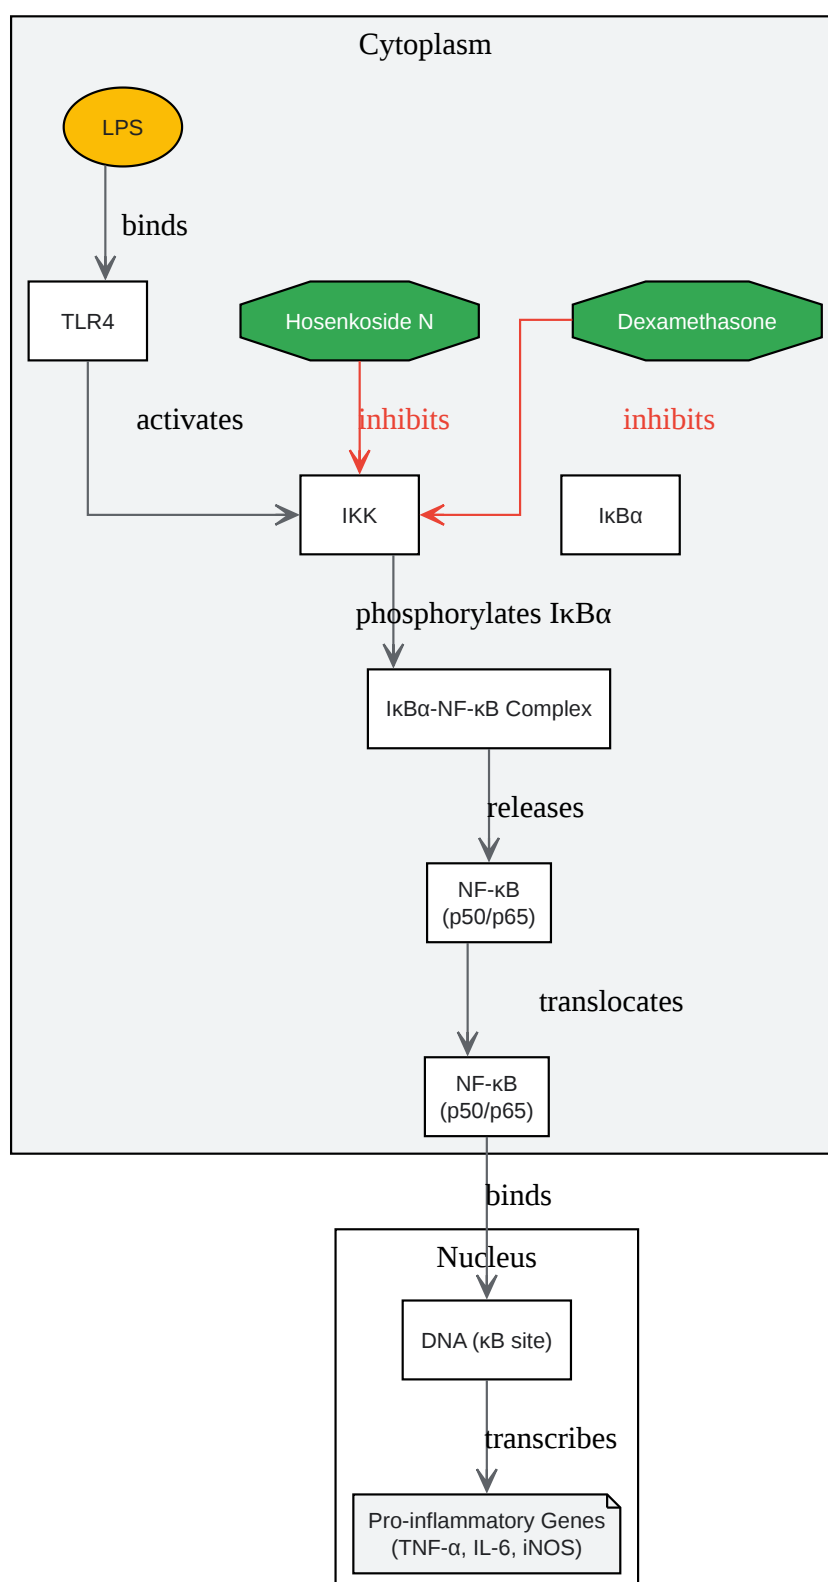 Cytoplasm
LPS
binds
TLR4
Hosenkoside N
Dexamethasone
activates
inhibits
inhibits
IKK
IκBα
phosphorylates IκBα
IκBα-NF-κB Complex
releases
NF-κB
(p50/p65)
translocates
NF-κB
(p50/p65)
binds
Nucleus
DNA (κB site)
transcribes
Pro-inflammatory Genes
(TNF-α, IL-6, iNOS)